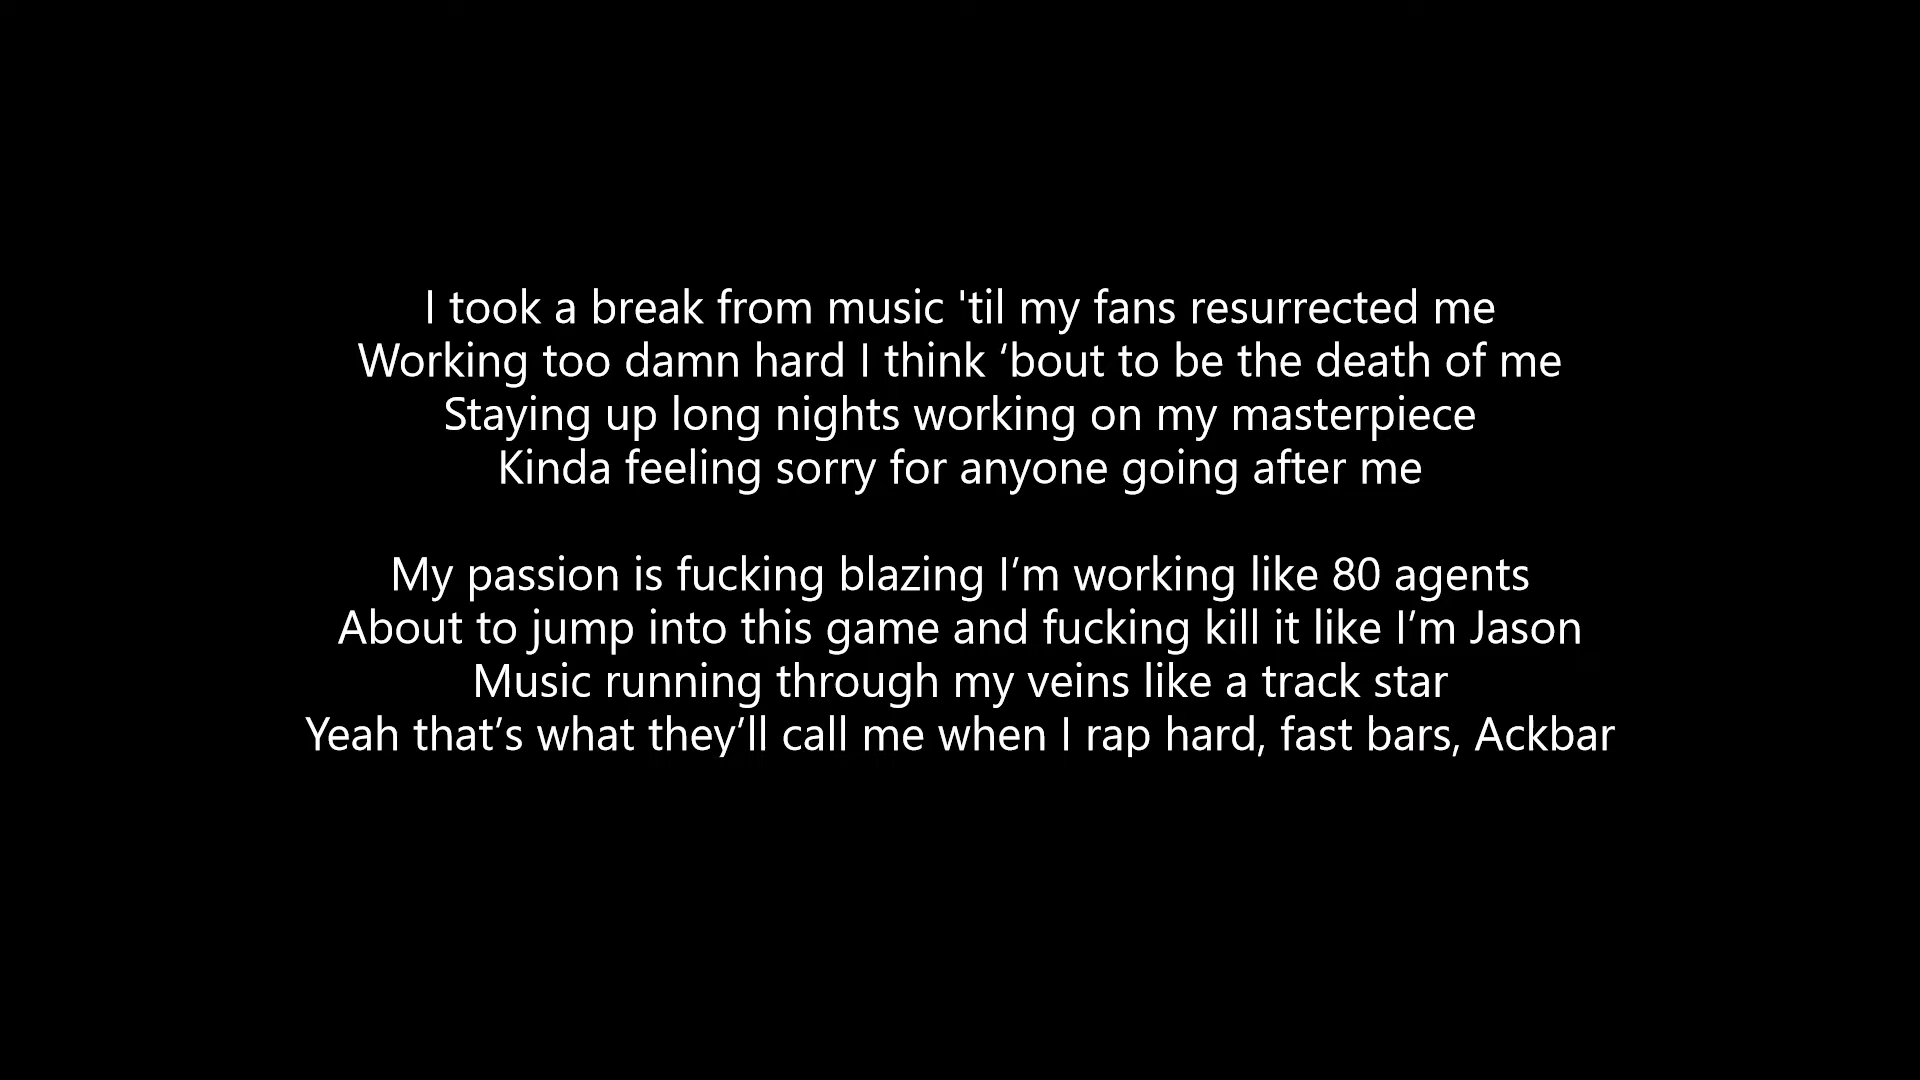 I took a break from music 'til my fans resurrected me
Working too damn hard I think ‘bout to be the death of me
Staying up long nights working on my masterpiece
Kinda feeling sorry for anyone going after me
My passion is fucking blazing I’m working like 80 agents
About to jump into this game and fucking kill it like I’m Jason
Music running through my veins like a track star
Yeah that’s what they’ll call me when I rap hard, fast bars, Ackbar